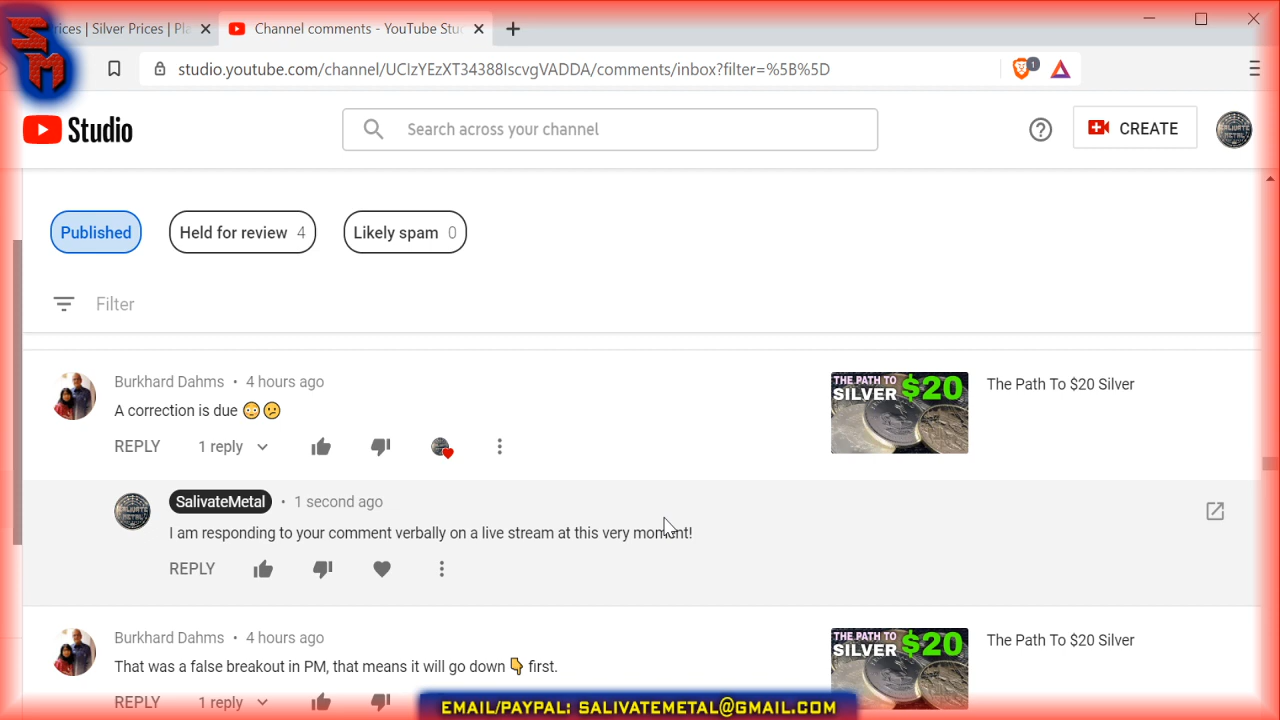 SM
rices | Silver Prices | Pla
Channel comments - YouTube Stu
studio.youtube.com/channel/UCIzYEzXT34388IscvgVADDA/comments/inbox?filter=%5B%5D
1
Studio
Search across your channel
CREATE
Published
Held for review 4
Likely spam 0
Filter
Burkhard Dahms • 4 hours ago
A correction is due 😳😕
REPLY 1 reply
THE PATH TO
SILVER $20
The Path To $20 Silver
SalivateMetal • 1 second ago
I am responding to your comment verbally on a live stream at this very moment!
REPLY
Burkhard Dahms • 4 hours ago
That was a false breakout in PM, that means it will go down 👇 first.
REPLY 1 reply
THE PATH TO
SILVER $20
The Path To $20 Silver
EMAIL/PAYPAL: SALIVATEMETAL@GMAIL.COM